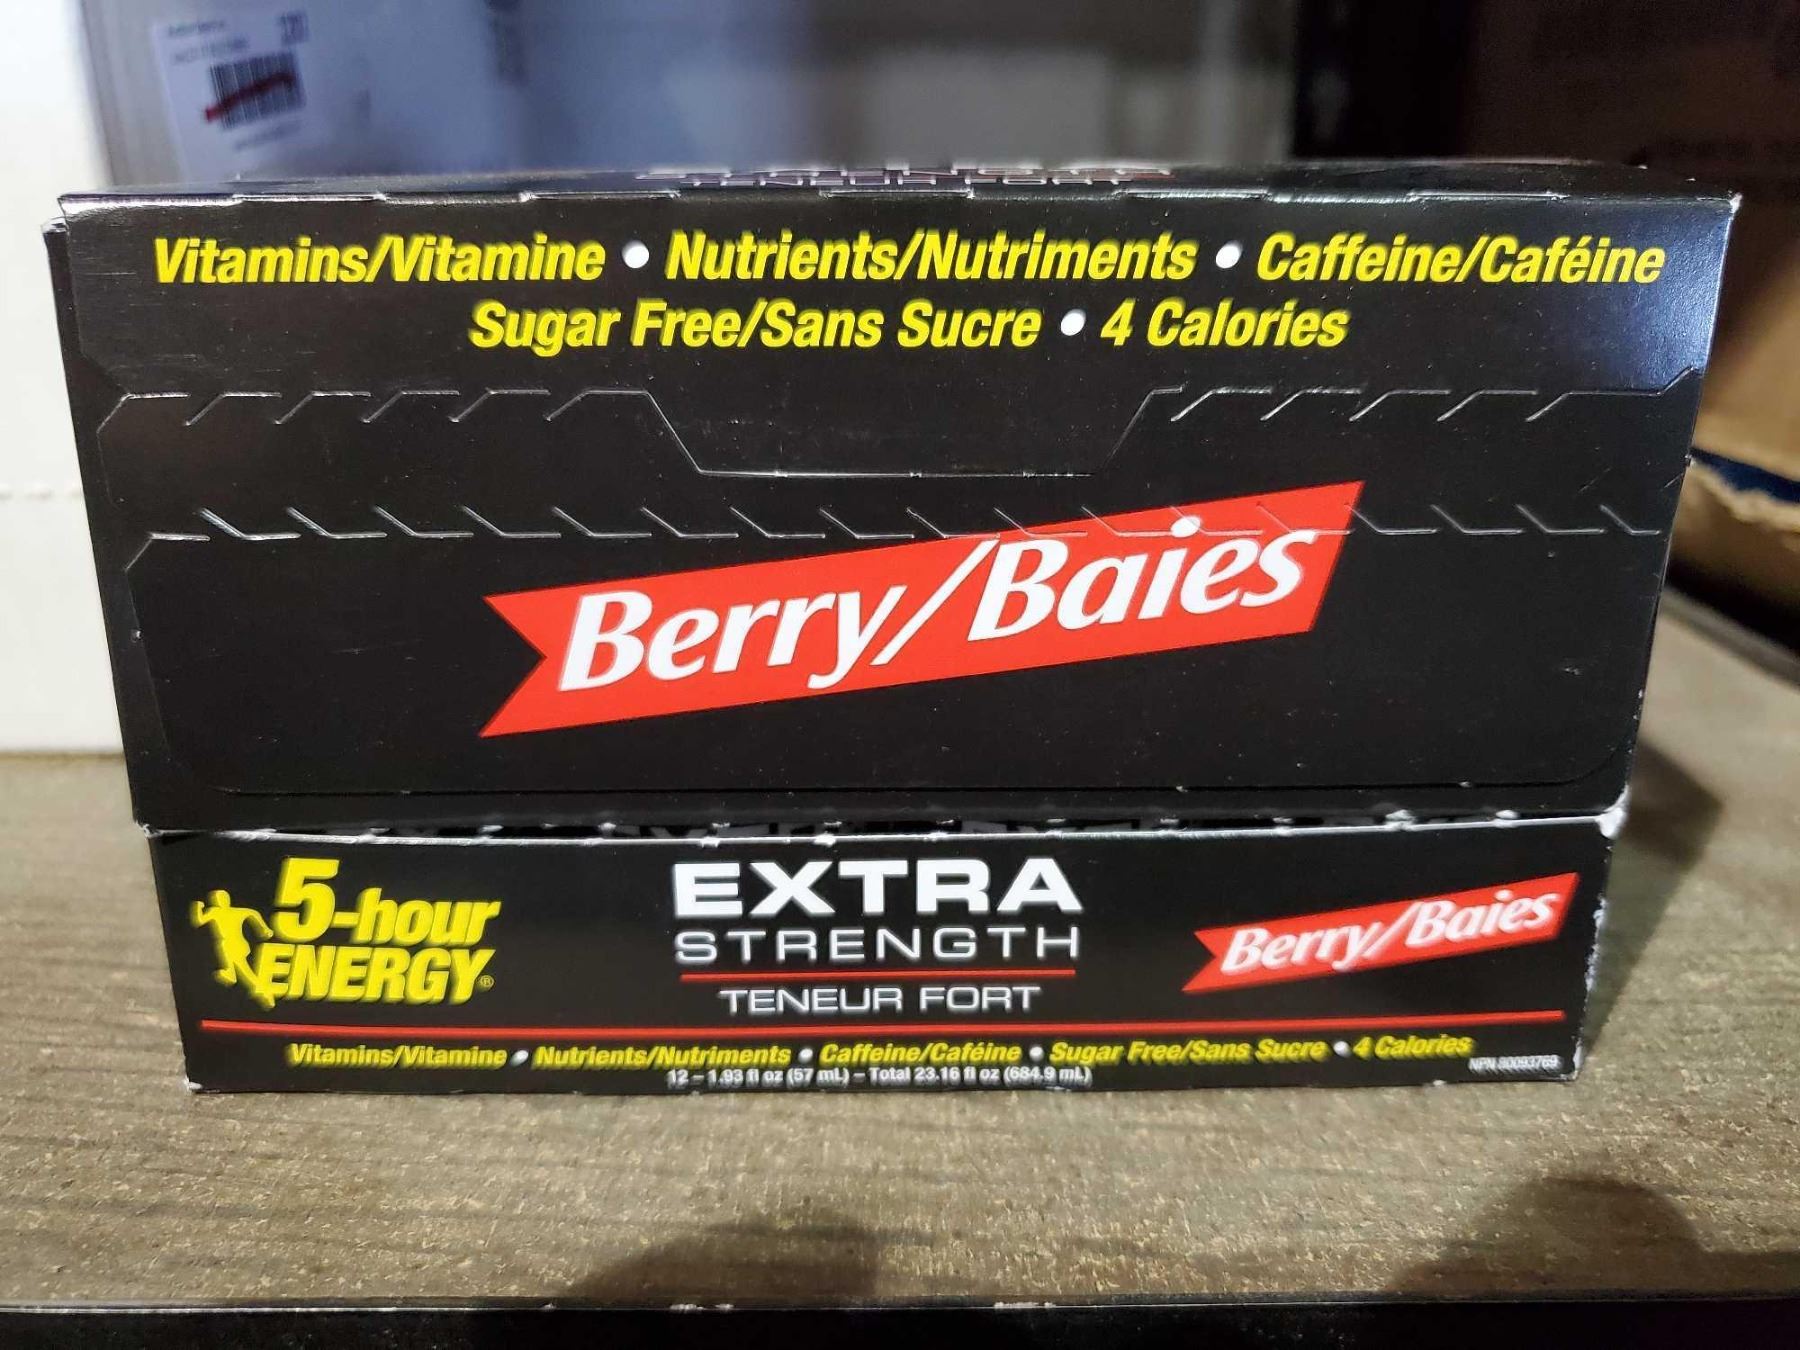 Vitamins/Vitamine • Nutrients/Nutriments • Caffeine/Caféine
Sugar Free/Sans Sucre • 4 Calories
Berry/Baies
5-hour
ENERGY®
EXTRA
STRENGTH
TENEUR FORT
Berry/Baies
Vitamins/Vitamine • Nutrients/Nutriments • Caffeine/Caféine • Sugar Free/Sans Sucre • 4 Calories
12 – 1.93 fl oz (57 mL) – Total 23.16 fl oz (684.9 mL)
NPN 80093769